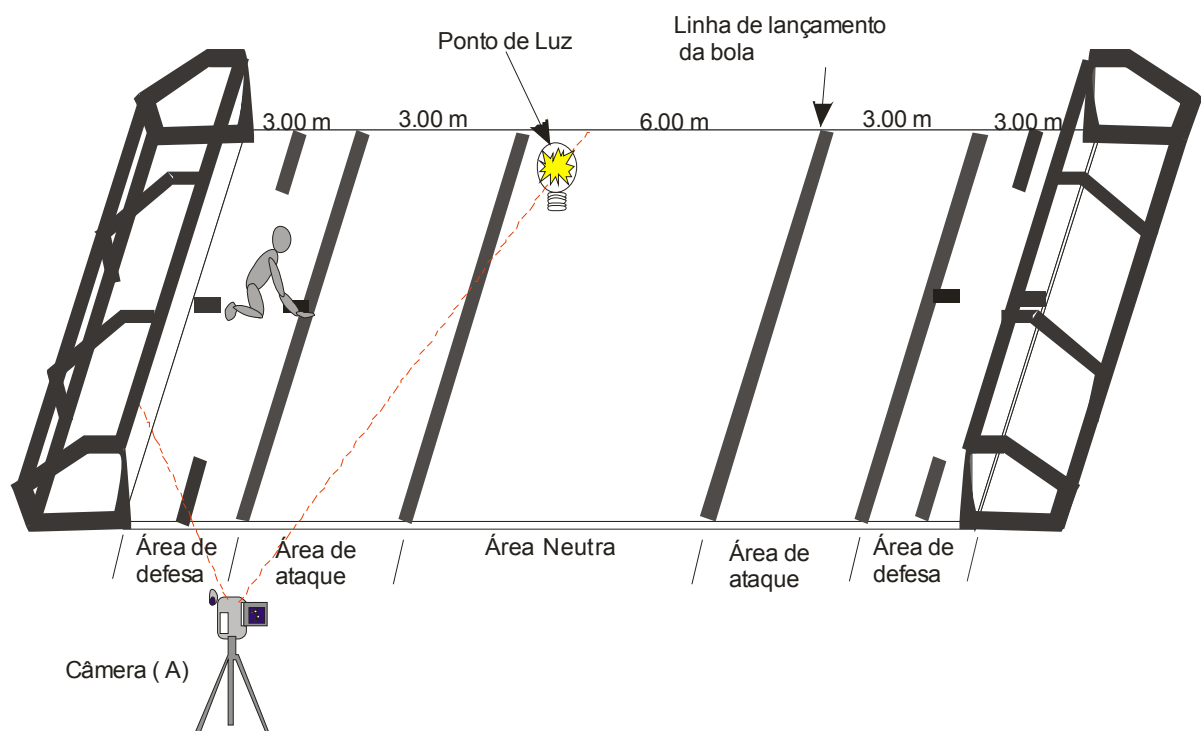 Ponto de Luz
Linha de lançamento
da bola
3.00 m 3.00 m 6.00 m 3.00 m 3.00 m
Área de
defesa
Área de
ataque
Área Neutra
Área de
ataque
Área de
defesa
Câmera ( A)